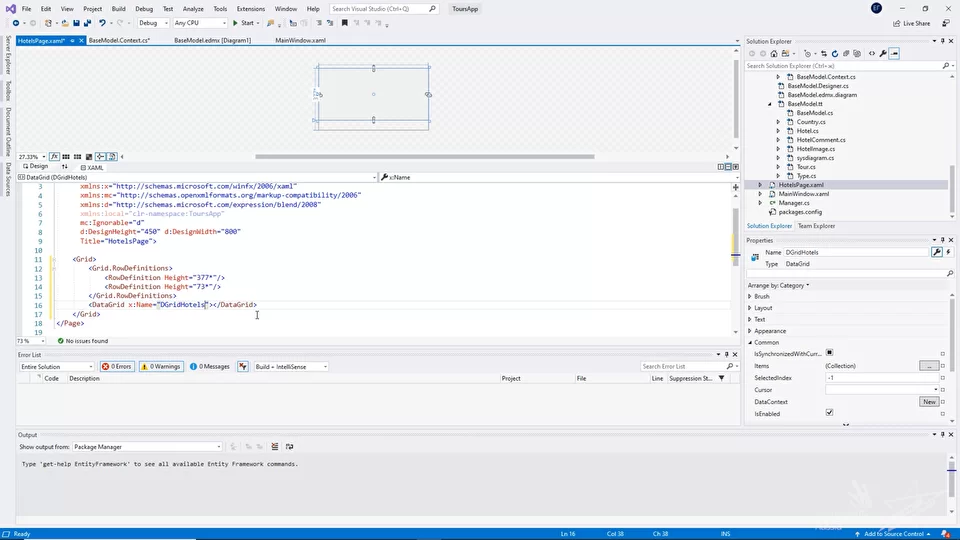 File Edit View Git Project Build Debug Test Analyze Tools Extensions Window Help Search Visual Studio (Ctrl+Q) ToursApp
Debug Any CPU Start Live Share
HotelsPage.xaml* BaseModel.Context.cs* BaseModel.edmx [Diagram1] MainWindow.xaml
Server Explorer
Toolbox
Document Outline
Data Sources
27.33%
Design XAML
DataGrid (DGridHotels) x:Name
3 xmlns:x="http://schemas.microsoft.com/winfx/2006/xaml"
4 xmlns:mc="http://schemas.openxmlformats.org/markup-compatibility/2006"
5 xmlns:d="http://schemas.microsoft.com/expression/blend/2008"
6 xmlns:local="clr-namespace:ToursApp"
7 mc:Ignorable="d"
8 d:DesignHeight="450" d:DesignWidth="800"
9 Title="HotelsPage">
10
11 <Grid>
12 <Grid.RowDefinitions>
13 <RowDefinition Height="377*"/>
14 <RowDefinition Height="73*"/>
15 </Grid.RowDefinitions>
16 <DataGrid x:Name="DGridHotels"></DataGrid>
17 </Grid>
18 </Page>
19
73 % No issues found
Error List
Entire Solution 0 Errors 0 Warnings 0 Messages Build + IntelliSense Search Error List
Code Description Project File Line Suppression St...
Output
Show output from: Package Manager
Type 'get-help EntityFramework' to see all available Entity Framework commands.
Solution Explorer
Search Solution Explorer (Ctrl+)
BaseModel.Context.cs
BaseModel.Designer.cs
BaseModel.edmx.diagram
BaseModel.tt
BaseModel.cs
Country.cs
Hotel.cs
HotelComment.cs
HotelImage.cs
sysdiagram.cs
Tour.cs
Type.cs
HotelsPage.xaml
MainWindow.xaml
Manager.cs
packages.config
Solution Explorer Team Explorer
Properties
Name DGridHotels
Type DataGrid
Arrange by: Category
Brush
Layout
Text
Appearance
Common
IsSynchronizedWithCurr...
Items (Collection) ...
SelectedIndex -1
Cursor
DataContext New
IsEnabled
Ready Ln 16 Col 38 Ch 38 INS Add to Source Control